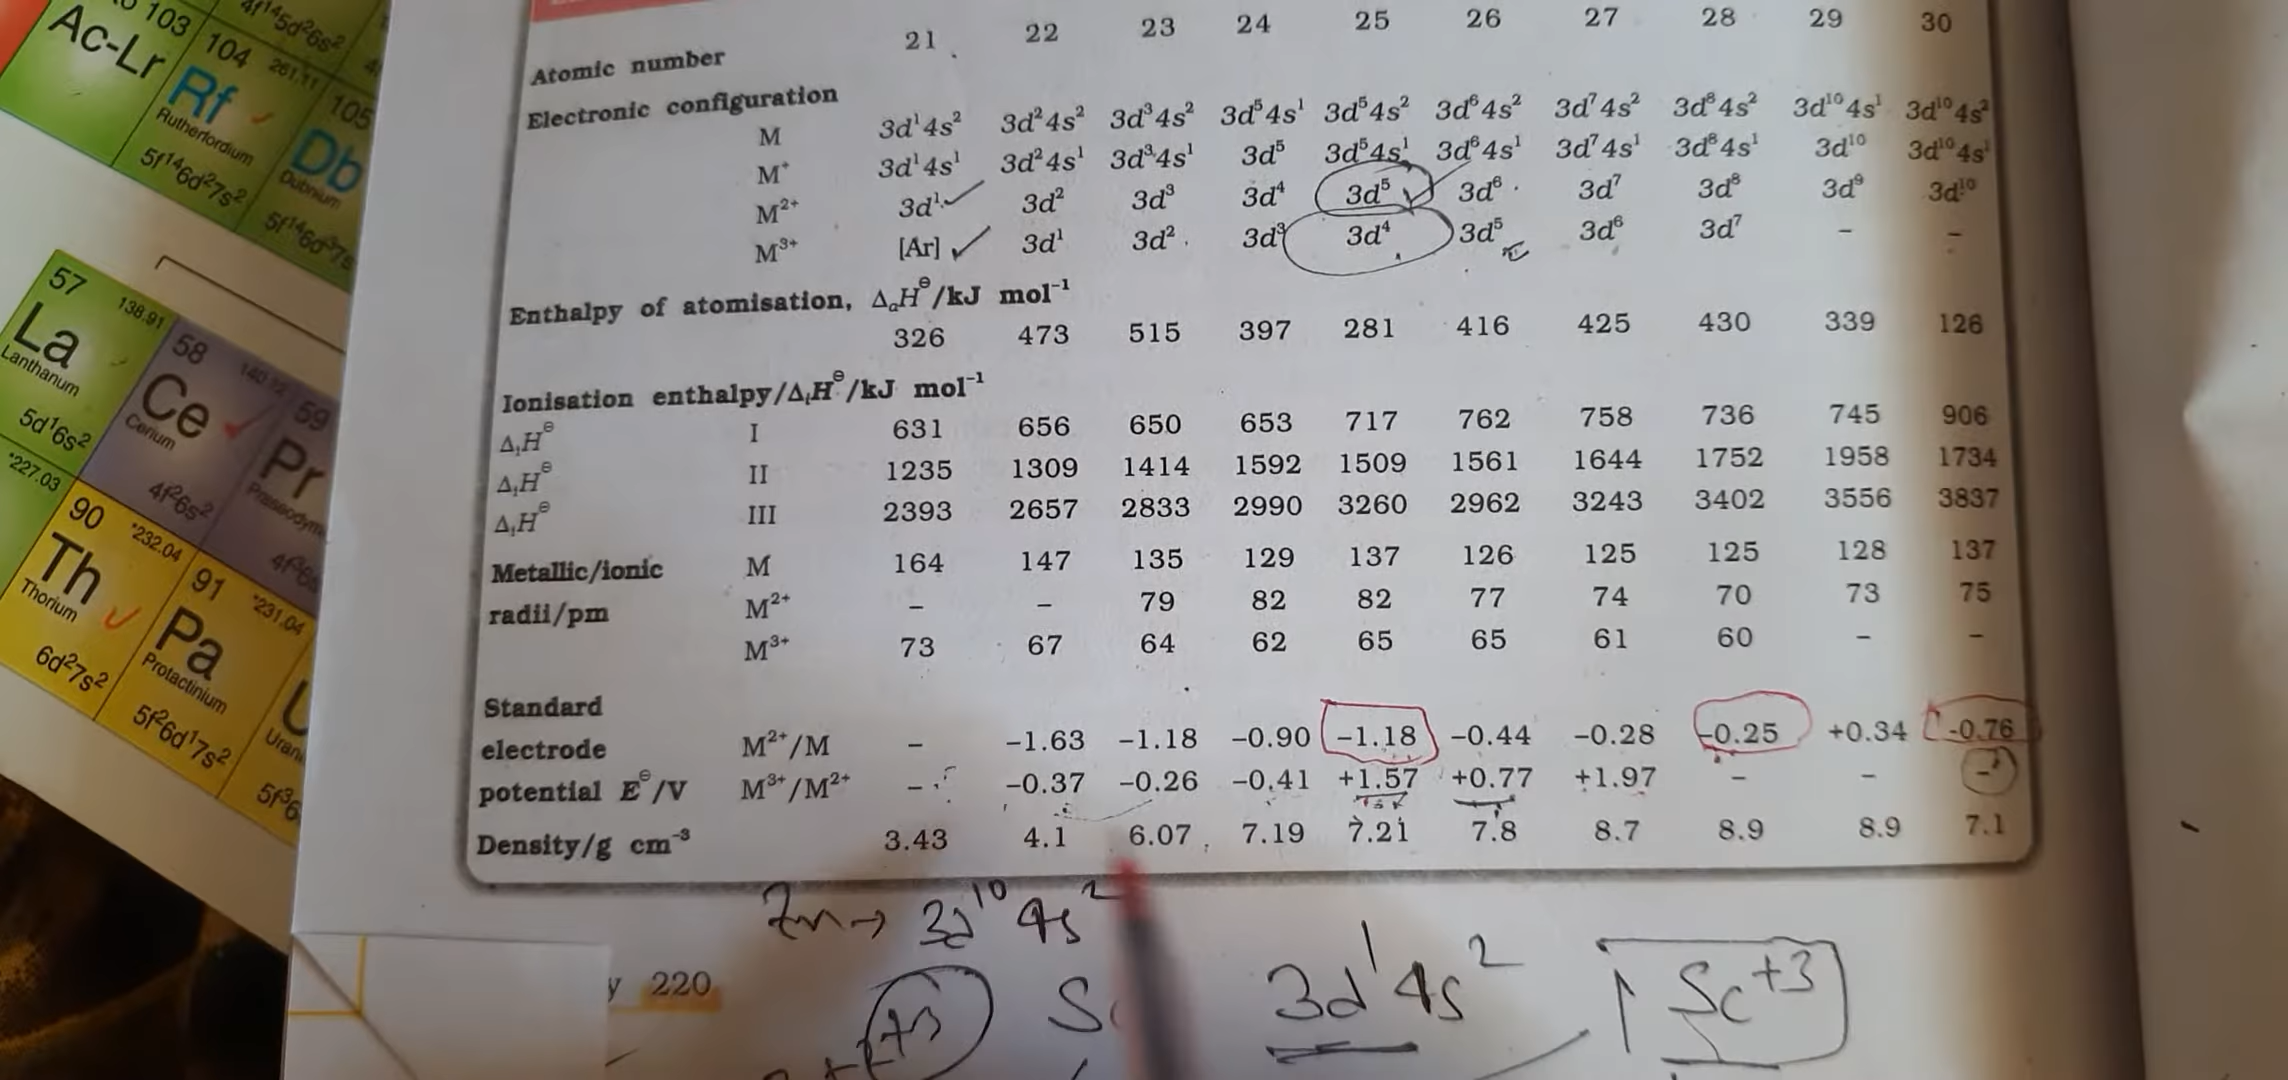 103
Ac-Lr
4f¹⁴5d²6s²
104 261.11
Rf
Rutherfordium
5f¹⁴6d²7s²
105
Db
Dubnium
57 138.91
La
Lanthanum
5d¹6s²
58
Ce
Cerium
4f²6s²
59
Pr
*227.03
90 *232.04
Th
Thorium
6d²7s²
91 *231.04
Pa
Protactinium
5f²6d¹7s²
Atomic number 21 22 23 24 25 26 27 28 29 30
Electronic configuration
M 3d¹4s² 3d²4s² 3d³4s² 3d⁵4s¹ 3d⁵4s² 3d⁶4s² 3d⁷4s² 3d⁸4s² 3d¹⁰4s¹ 3d¹⁰4s²
M⁺ 3d¹4s¹ 3d²4s¹ 3d³4s¹ 3d⁵ 3d⁵4s¹ 3d⁶4s¹ 3d⁷4s¹ 3d⁸4s¹ 3d¹⁰ 3d¹⁰4s¹
M²⁺ 3d¹ 3d² 3d³ 3d⁴ 3d⁵ 3d⁶ 3d⁷ 3d⁸ 3d⁹ 3d¹⁰
M³⁺ [Ar] 3d¹ 3d² 3d³ 3d⁴ 3d⁵ 3d⁶ 3d⁷ – –
Enthalpy of atomisation, ΔₐH⊖/kJ mol⁻¹
326 473 515 397 281 416 425 430 339 126
Ionisation enthalpy/ΔᵢH⊖/kJ mol⁻¹
ΔᵢH⊖ I 631 656 650 653 717 762 758 736 745 906
ΔᵢH⊖ II 1235 1309 1414 1592 1509 1561 1644 1752 1958 1734
ΔᵢH⊖ III 2393 2657 2833 2990 3260 2962 3243 3402 3556 3837
Metallic/ionic M 164 147 135 129 137 126 125 125 128 137
radii/pm M²⁺ – – 79 82 82 77 74 70 73 75
M³⁺ 73 67 64 62 65 65 61 60 – –
Standard
electrode M²⁺/M – –1.63 –1.18 –0.90 –1.18 –0.44 –0.28 –0.25 +0.34 -0.76
potential E⊖/V M³⁺/M²⁺ – –0.37 –0.26 –0.41 +1.57 +0.77 +1.97 – – –
Density/g cm⁻³ 3.43 4.1 6.07 7.19 7.21 7.8 8.7 8.9 8.9 7.1
Zn → 3d¹⁰ 4s²
y 220
+3 3d¹4s² Sc⁺³